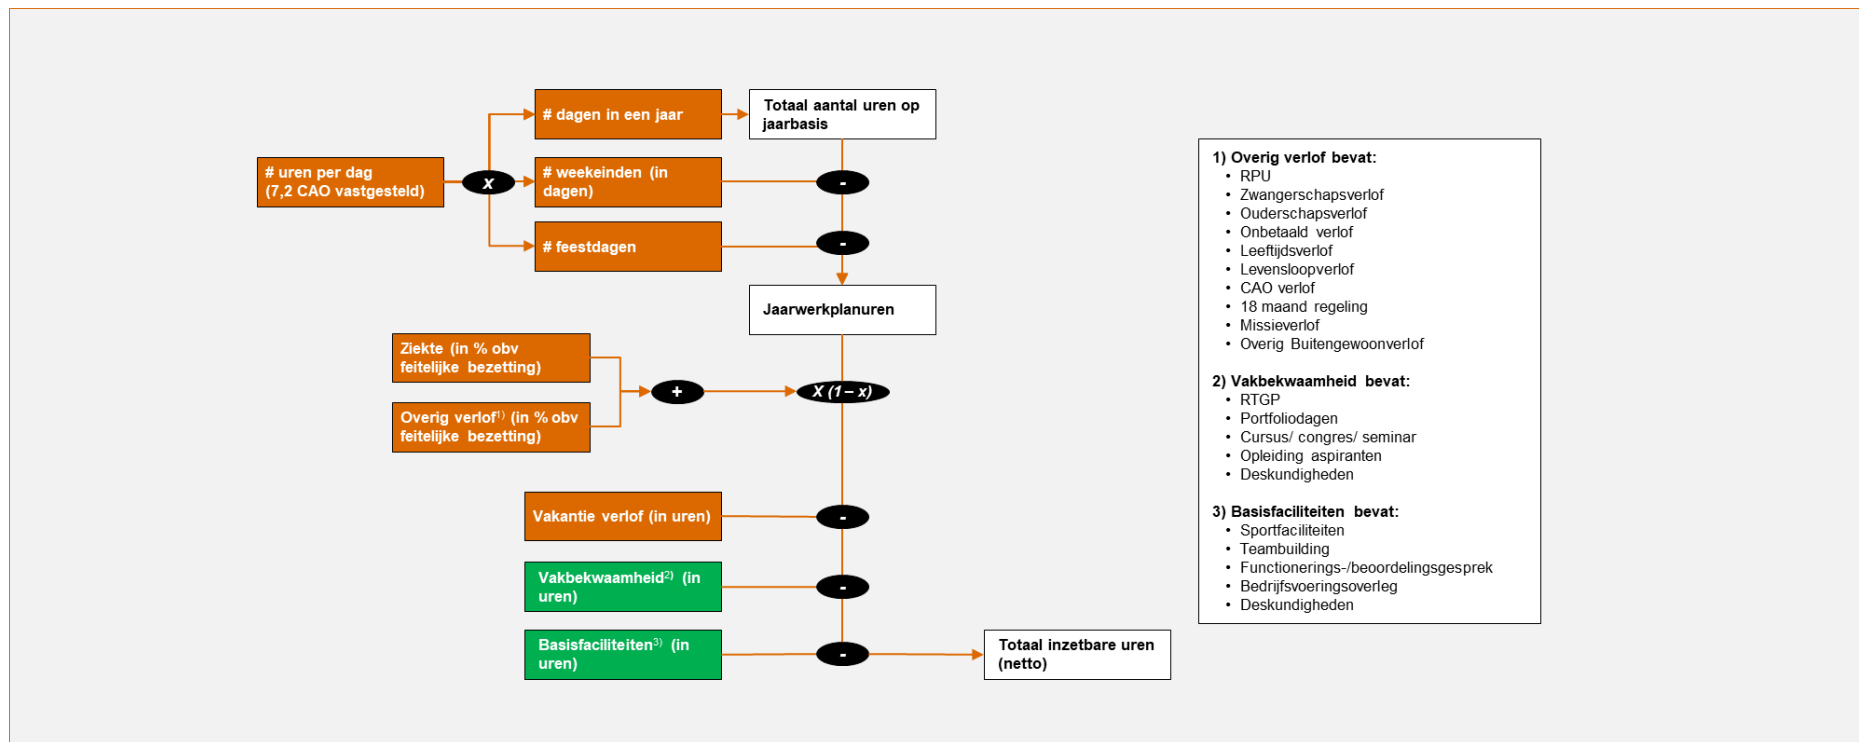 # dagen in een jaar
Totaal aantal uren op
jaarbasis
# uren per dag
(7,2 CAO vastgesteld)
x
# weekeinden (in
dagen)
-
# feestdagen
-
Jaarwerkplanuren
Ziekte (in % obv
feitelijke bezetting)
+
X (1 – x)
Overig verlof1) (in % obv
feitelijke bezetting)
Vakantie verlof (in uren)
-
Vakbekwaamheid2) (in
uren)
-
Basisfaciliteiten3) (in
uren)
-
Totaal inzetbare uren
(netto)
1) Overig verlof bevat:
• RPU
• Zwangerschapsverlof
• Ouderschapsverlof
• Onbetaald verlof
• Leeftijdsverlof
• Levensloopverlof
• CAO verlof
• 18 maand regeling
• Missieverlof
• Overig Buitengewoonverlof
2) Vakbekwaamheid bevat:
• RTGP
• Portfoliodagen
• Cursus/ congres/ seminar
• Opleiding aspiranten
• Deskundigheden
3) Basisfaciliteiten bevat:
• Sportfaciliteiten
• Teambuilding
• Functionerings-/beoordelingsgesprek
• Bedrijfsvoeringsoverleg
• Deskundigheden